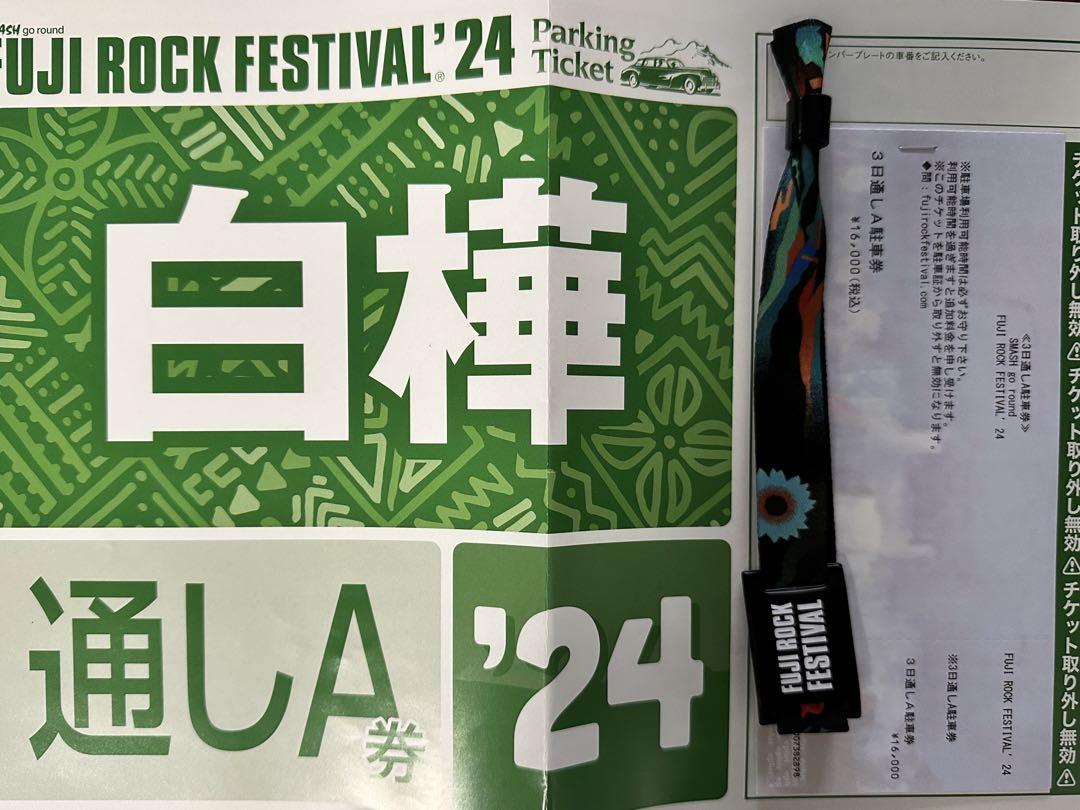 SMASH go round
FUJI ROCK FESTIVAL®'24
Parking
Ticket
白樺
通しA券
'24
ンバープレートの車番をご記入ください。
≪3日通しA駐車券≫
SMASH go round
FUJI ROCK FESTIVAL' 24
※駐車場利用可能時間は必ずお守り下さい。
利用可能時間を過ぎますと追加料金を申し受けます。
※このチケットを駐車証から取り外すと無効になります。
◆問：fujirockfestival.com
3日通しA駐車券
¥16,000(税込)
FUJI ROCK FESTIVAL' 24
※3日通しA駐車券
3日通しA駐車券
¥16,000
FUJI ROCK
FESTIVAL
チケット取り外し無効⚠チケット取り外し無効⚠チケット取り外し無効⚠